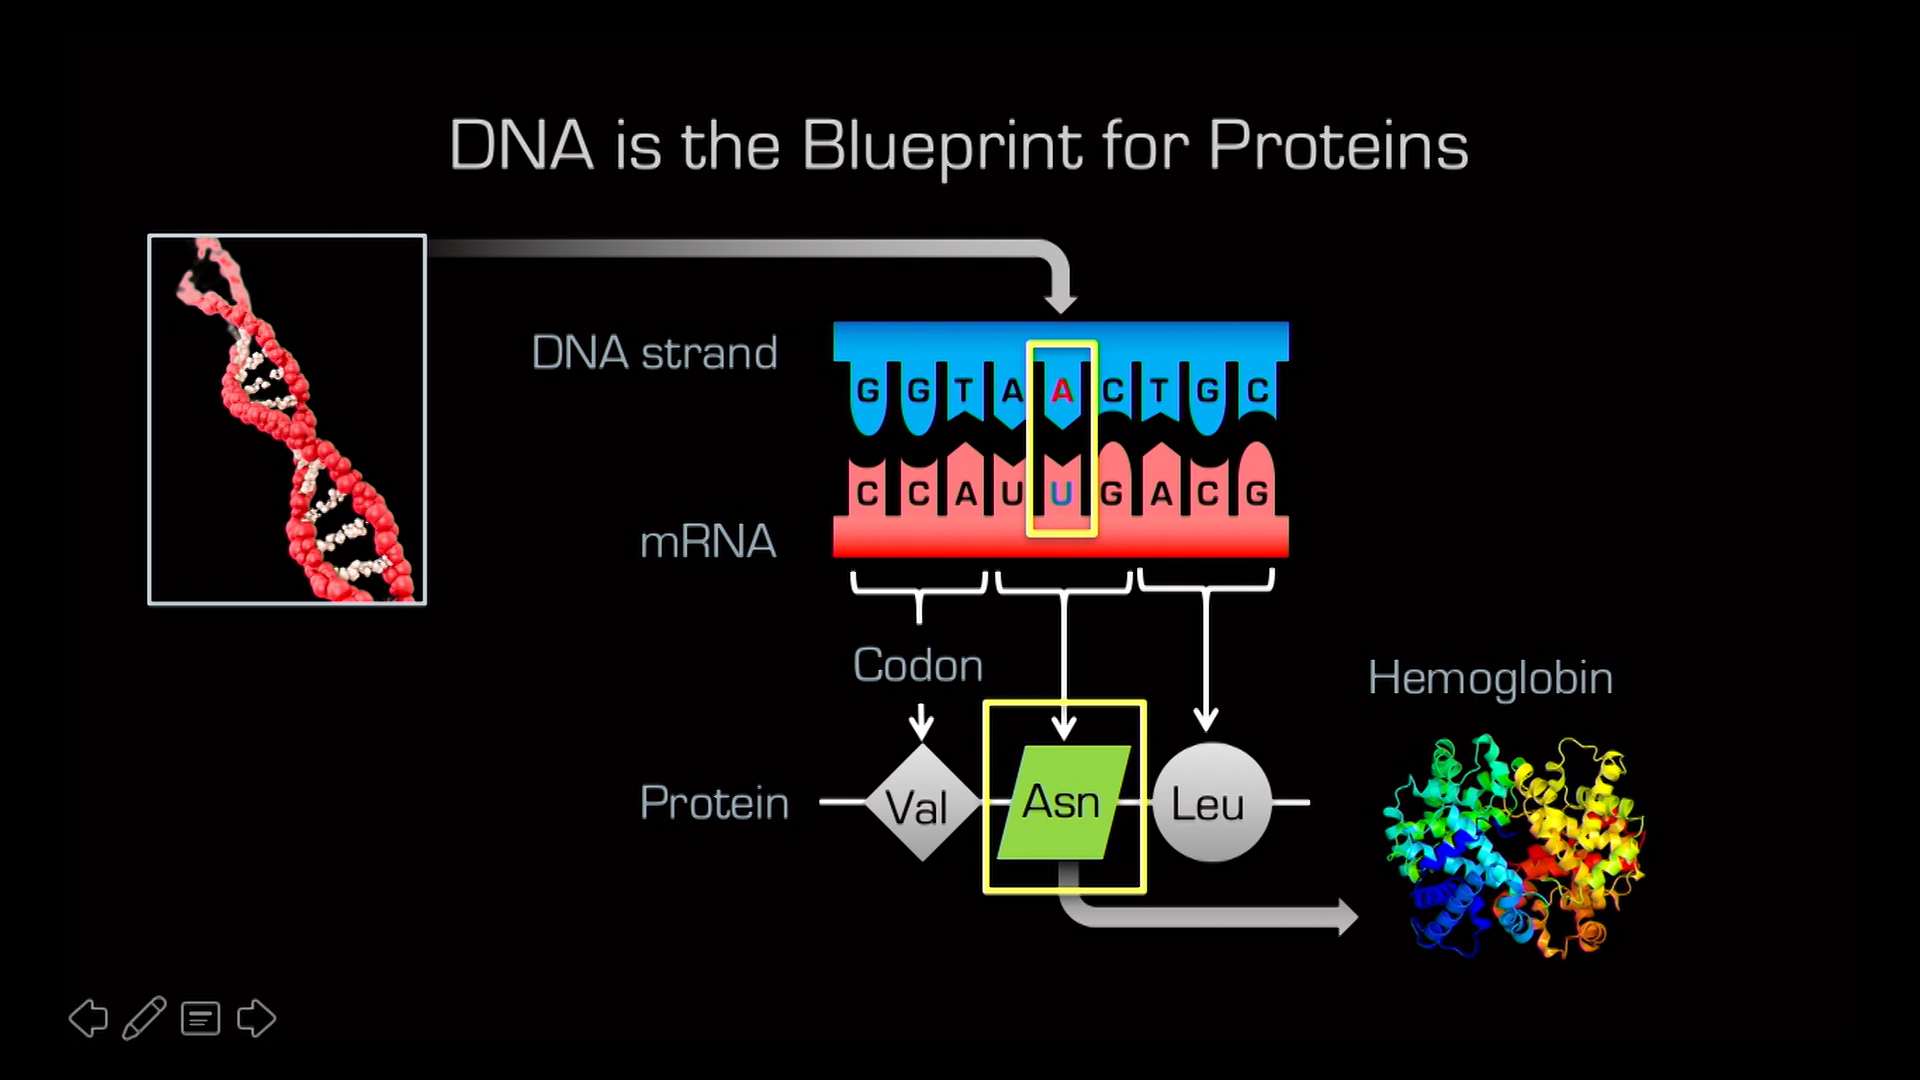 DNA is the Blueprint for Proteins
DNA strand
G G T A A C T G C
C C A U U G A C G
mRNA
Codon
Hemoglobin
Protein
Val Asn Leu